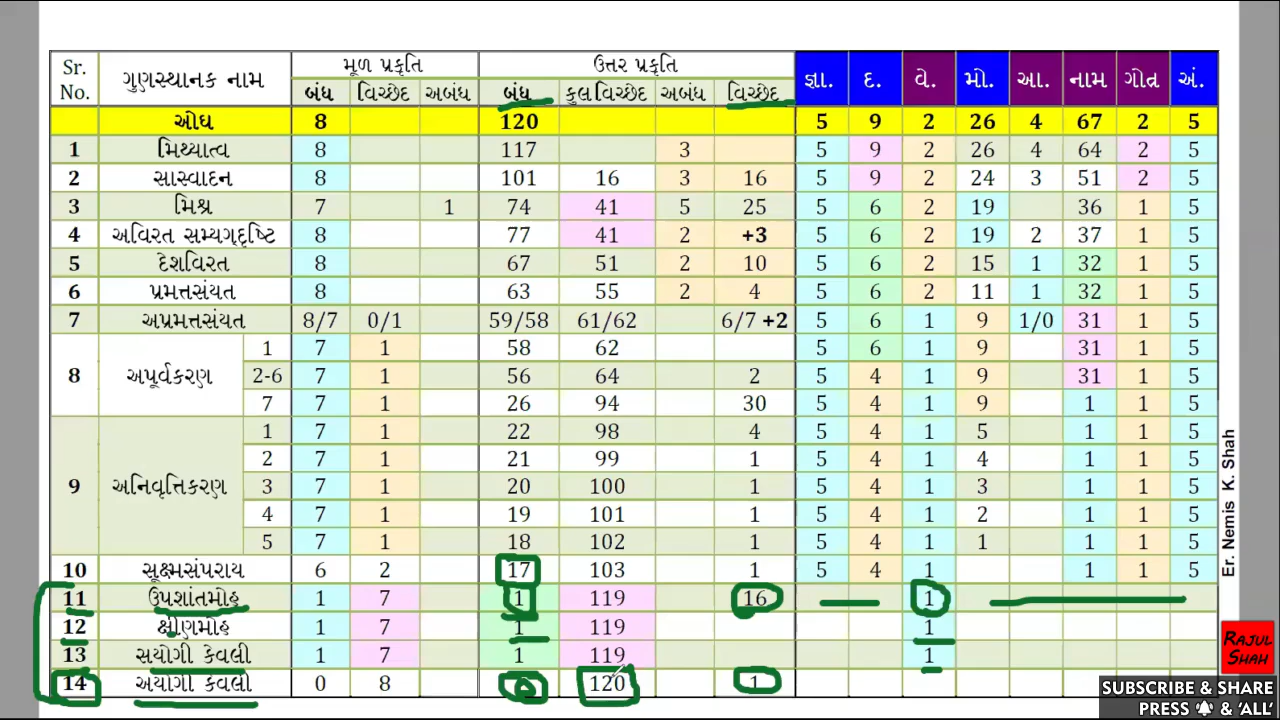 Sr. No. ગુણસ્થાનક નામ મૂળ પ્રકૃતિ ઉત્તર પ્રકૃતિ જ્ઞા. દ. વે. મો. આ. નામ ગોત્ર અં.
બંધ વિચ્છેદ અબંધ બંધ કુલ વિચ્છેદ અબંધ વિચ્છેદ
ઓઘ 8 120 5 9 2 26 4 67 2 5
1 મિથ્યાત્વ 8 117 3 5 9 2 26 4 64 2 5
2 સાસ્વાદન 8 101 16 3 16 5 9 2 24 3 51 2 5
3 મિશ્ર 7 1 74 41 5 25 5 6 2 19 36 1 5
4 અવિરત સમ્યગ્દૃષ્ટિ 8 77 41 2 +3 5 6 2 19 2 37 1 5
5 દેશવિરત 8 67 51 2 10 5 6 2 15 1 32 1 5
6 પ્રમત્તસંયત 8 63 55 2 4 5 6 2 11 1 32 1 5
7 અપ્રમત્તસંયત 8/7 0/1 59/58 61/62 6/7 +2 5 6 1 9 1/0 31 1 5
1 7 1 58 62 5 6 1 9 31 1 5
8 અપૂર્વકરણ 2-6 7 1 56 64 2 5 4 1 9 31 1 5
7 7 1 26 94 30 5 4 1 9 1 1 5
1 7 1 22 98 4 5 4 1 5 1 1 5
2 7 1 21 99 1 5 4 1 4 1 1 5
9 અનિવૃત્તિકરણ 3 7 1 20 100 1 5 4 1 3 1 1 5
4 7 1 19 101 1 5 4 1 2 1 1 5
5 7 1 18 102 1 5 4 1 1 1 1 5
10 સૂક્ષ્મસંપરાય 6 2 17 103 1 5 4 1 1 1 5
11 ઉપશાંતમોહ 1 7 1 119 16 1
12 ક્ષીણમોહ 1 7 1 119 1
13 સયોગી કેવલી 1 7 1 119 1
14 અયોગી કેવલી 0 8 0 120 1
Er. Nemis K. Shah
RAJUL
SHAH
SUBSCRIBE & SHARE
PRESS & 'ALL'